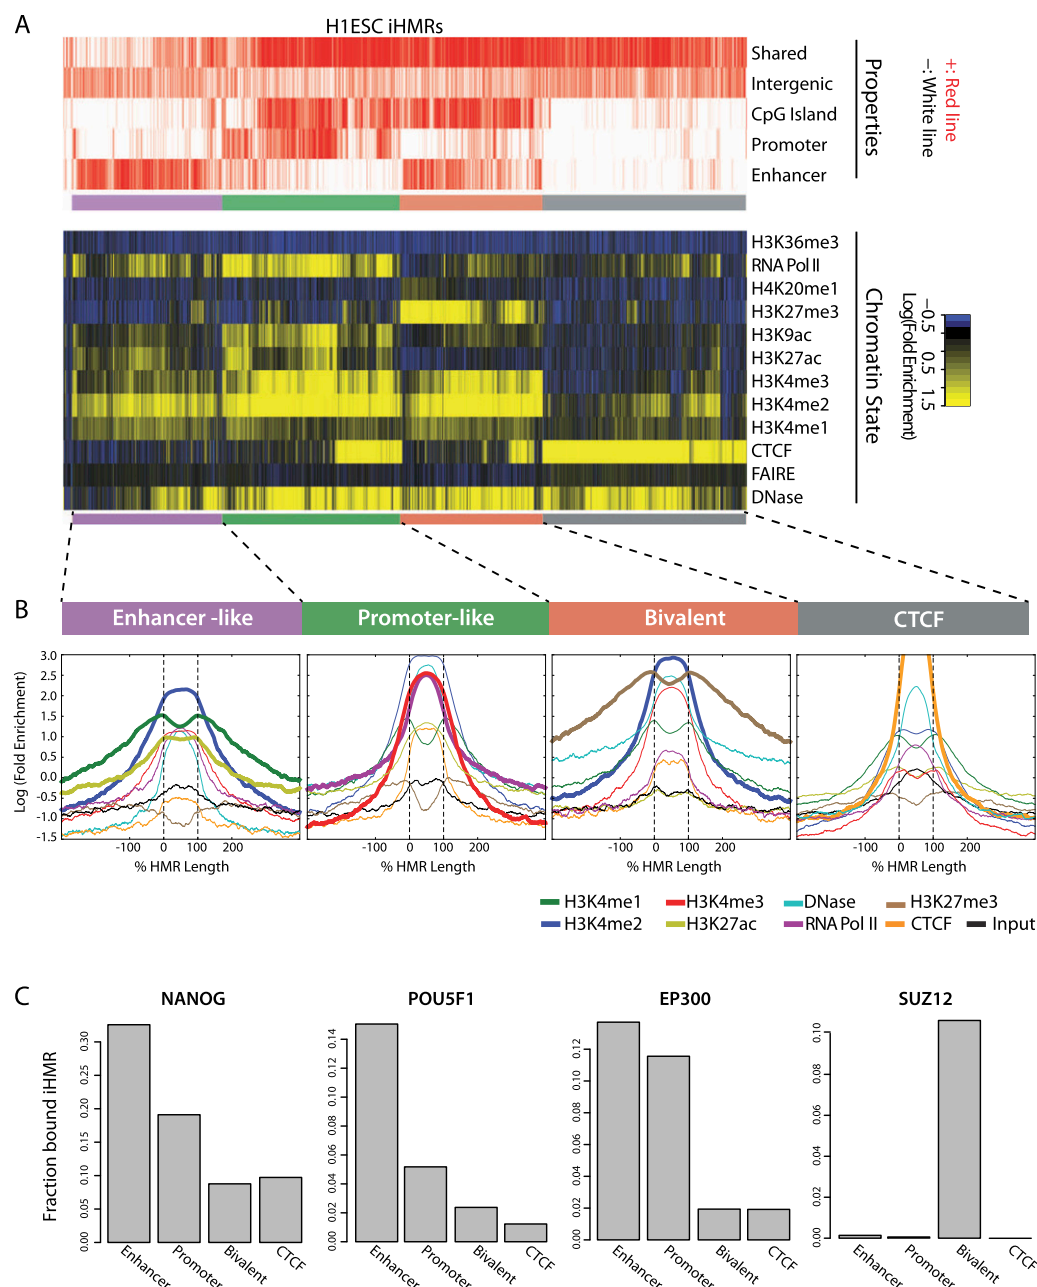 A
H1ESC iHMRs
Shared
Intergenic
CpG Island
Promoter
Enhancer
Properties
+: Red line
–: White line
H3K36me3
RNA Pol II
H4K20me1
H3K27me3
H3K9ac
H3K27ac
H3K4me3
H3K4me2
H3K4me1
CTCF
FAIRE
DNase
Chromatin State
Log(Fold Enrichment)
–0.5
0.5
1.5
B
Enhancer -like
Promoter-like
Bivalent
CTCF
Log (Fold Enrichment)
3.0
2.5
2.0
1.5
1.0
0.5
0.0
-0.5
-1.0
-1.5
-100 0 100 200
-100 0 100 200
-100 0 100 200
-100 0 100 200
% HMR Length
% HMR Length
% HMR Length
% HMR Length
H3K4me1 H3K4me3 DNase H3K27me3
H3K4me2 H3K27ac RNA Pol II CTCF Input
C
NANOG
POU5F1
EP300
SUZ12
Fraction bound iHMR
0.30
0.25
0.20
0.15
0.10
0.05
0.00
Enhancer
Promoter
Bivalent
CTCF
0.14
0.12
0.10
0.08
0.06
0.04
0.02
0.00
Enhancer
Promoter
Bivalent
CTCF
0.12
0.10
0.08
0.06
0.04
0.02
0.00
Enhancer
Promoter
Bivalent
CTCF
0.10
0.08
0.06
0.04
0.02
0.00
Enhancer
Promoter
Bivalent
CTCF